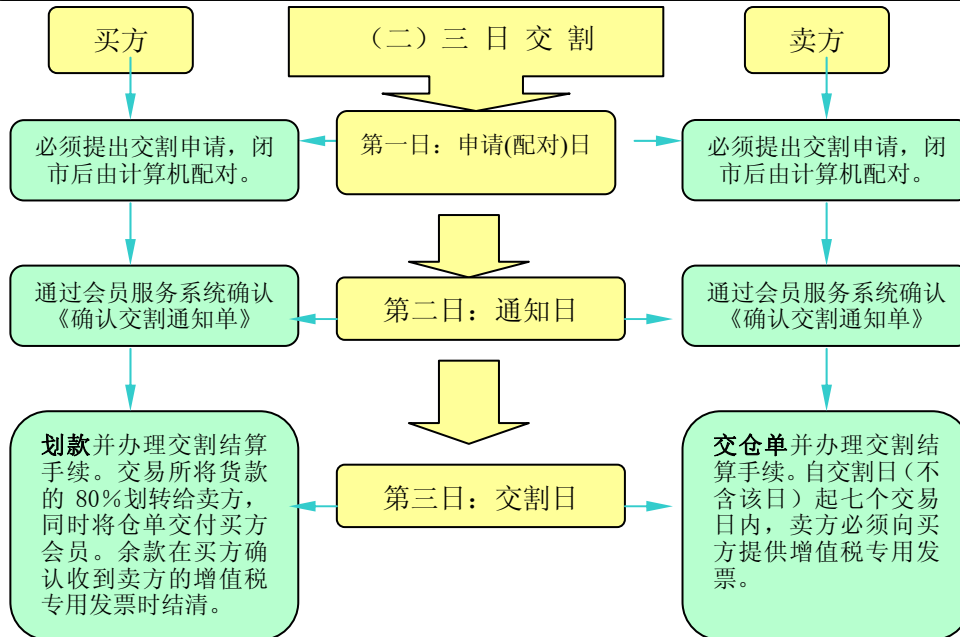 买方
（二）三 日 交 割
卖方
必须提出交割申请，闭
市后由计算机配对。
第一日：申请(配对)日
必须提出交割申请，闭
市后由计算机配对。
通过会员服务系统确认
《确认交割通知单》
第二日：通知日
通过会员服务系统确认
《确认交割通知单》
划款并办理交割结算
手续。交易所将货款
的 80％划转给卖方，
同时将仓单交付买方
会员。余款在买方确
认收到卖方的增值税
专用发票时结清。
第三日：交割日
交仓单并办理交割结
算手续。自交割日（不
含该日）起七个交易
日内，卖方必须向买
方提供增值税专用发
票。